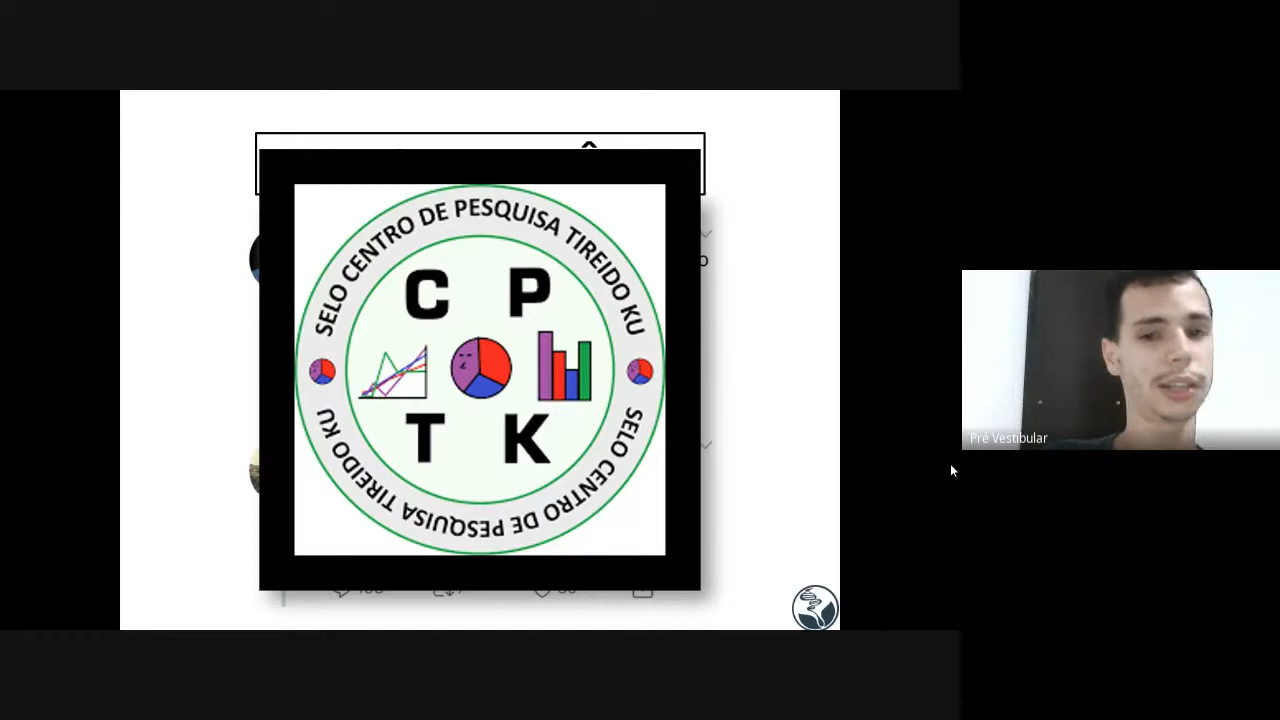 SELO CENTRO DE PESQUISA TIREIDO KU
C P
T K
SELO CENTRO DE PESQUISA TIREIDO KU
Pré Vestibular